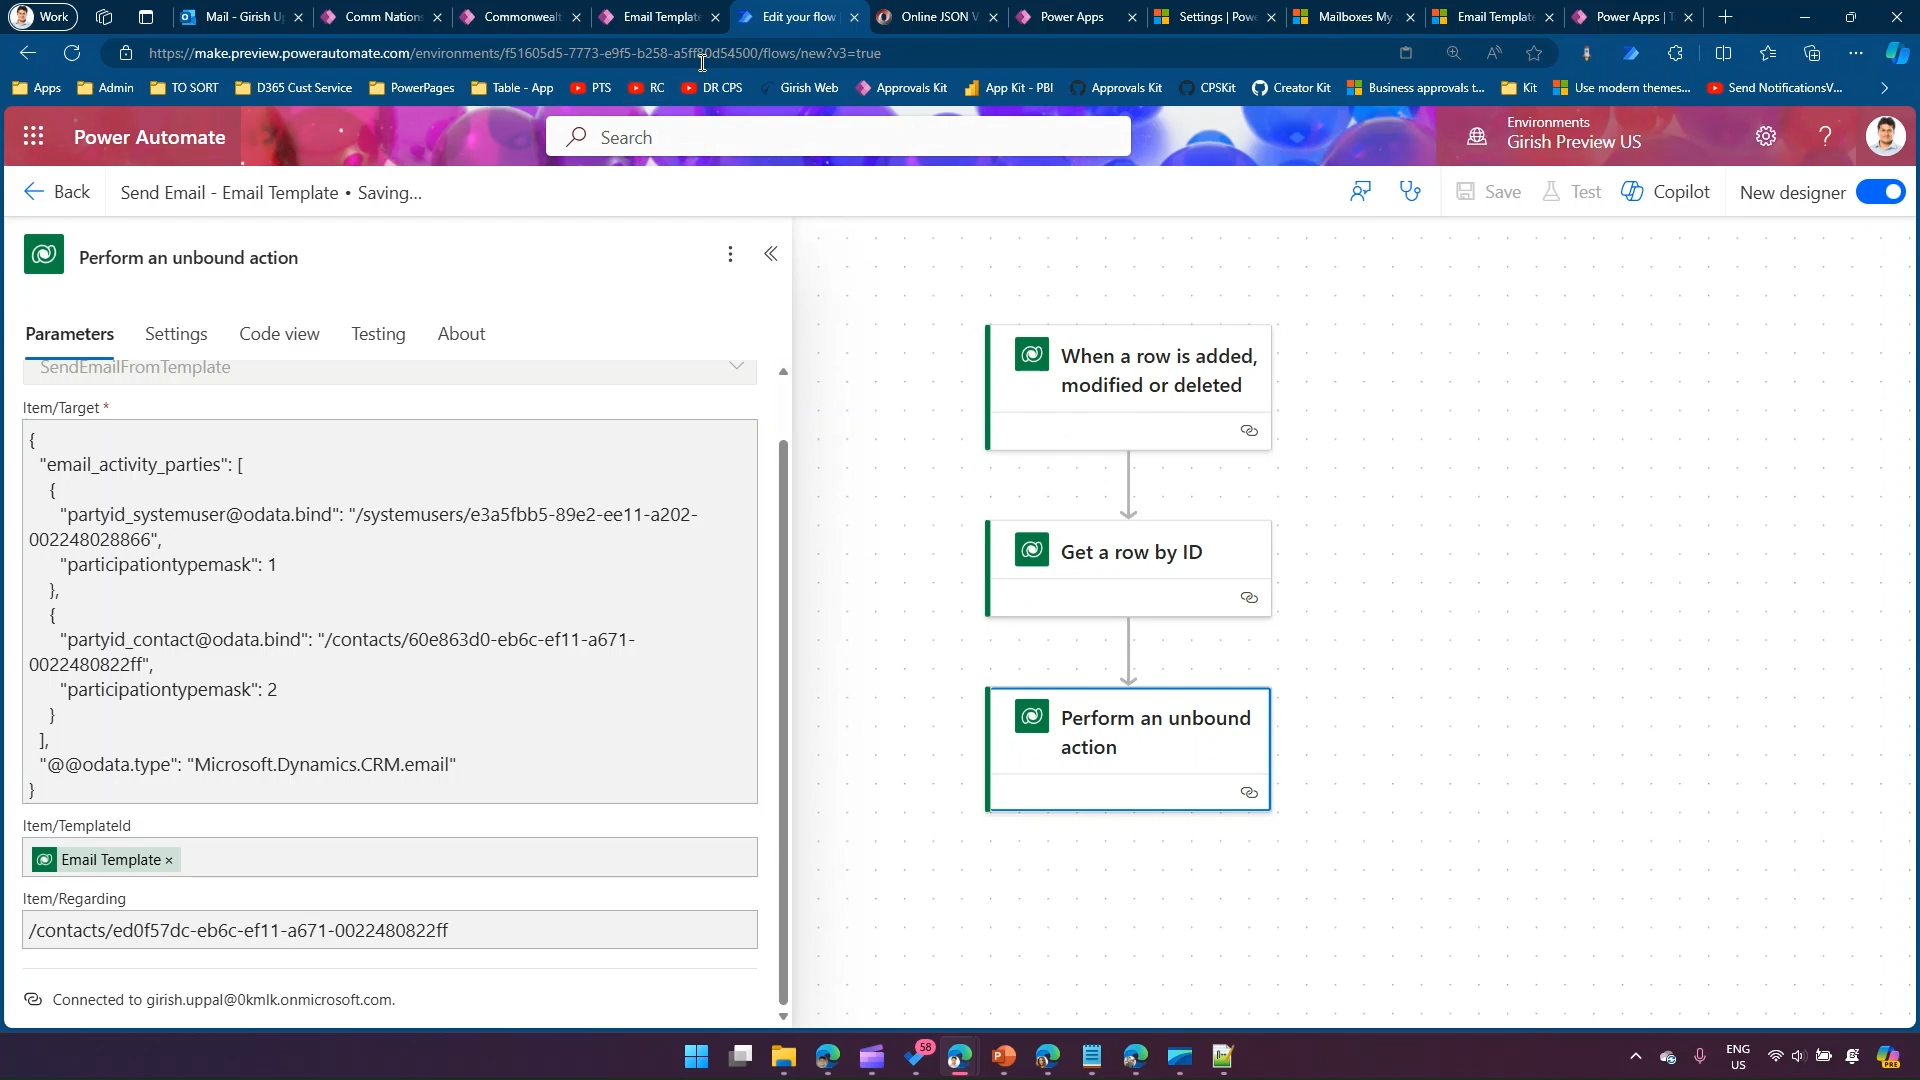 Work
Mail - Girish U
Comm Nation
Commonwealt
Email Template
Edit your flow
Online JSON V
Power Apps
Settings | Pow
Mailboxes My
Email Template
Power Apps | T
https://make.preview.powerautomate.com/environments/f51605d5-7773-e9f5-b258-a5ff80d54500/flows/new?v3=true
Apps
Admin
TO SORT
D365 Cust Service
PowerPages
Table - App
PTS
RC
DR CPS
Girish Web
Approvals Kit
App Kit - PBI
Approvals Kit
CPSKit
Creator Kit
Business approvals t...
Kit
Use modern themes...
Send NotificationsV...
Power Automate
Search
Environments
Girish Preview US
Back
Send Email - Email Template • Saving...
Save
Test
Copilot
New designer
Perform an unbound action
Parameters
Settings
Code view
Testing
About
SendEmailFromTemplate
Item/Target *
{
"email_activity_parties": [
{
"partyid_systemuser@odata.bind": "/systemusers/e3a5fbb5-89e2-ee11-a202-
002248028866",
"participationtypemask": 1
},
{
"partyid_contact@odata.bind": "/contacts/60e863d0-eb6c-ef11-a671-
0022480822ff",
"participationtypemask": 2
}
],
"@@odata.type": "Microsoft.Dynamics.CRM.email"
}
Item/TemplateId
Email Template ×
Item/Regarding
/contacts/ed0f57dc-eb6c-ef11-a671-0022480822ff
Connected to girish.uppal@0kmlk.onmicrosoft.com.
When a row is added,
modified or deleted
Get a row by ID
Perform an unbound
action
58
ENG
US
PRE